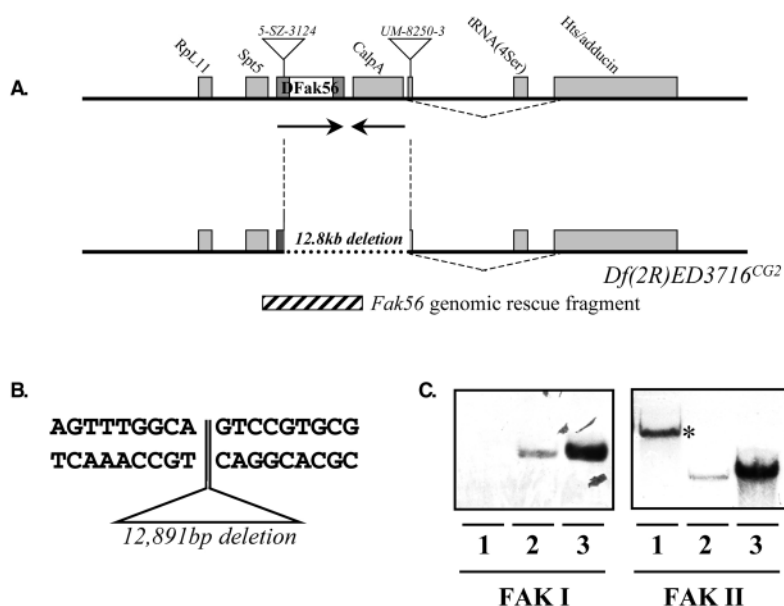 A.
RpL11
Spt5
5-SZ-3124
DFak56
CalpA
UM-8250-3
tRNA(4Ser)
Hts/adducin
12.8kb deletion
Df(2R)ED3716CG2
Fak56 genomic rescue fragment
B.
AGTTTGGCA GTCCGTGCG
TCAAACCGT CAGGCACGC
12,891bp deletion
C.
*
1 2 3 1 2 3
FAK I FAK II